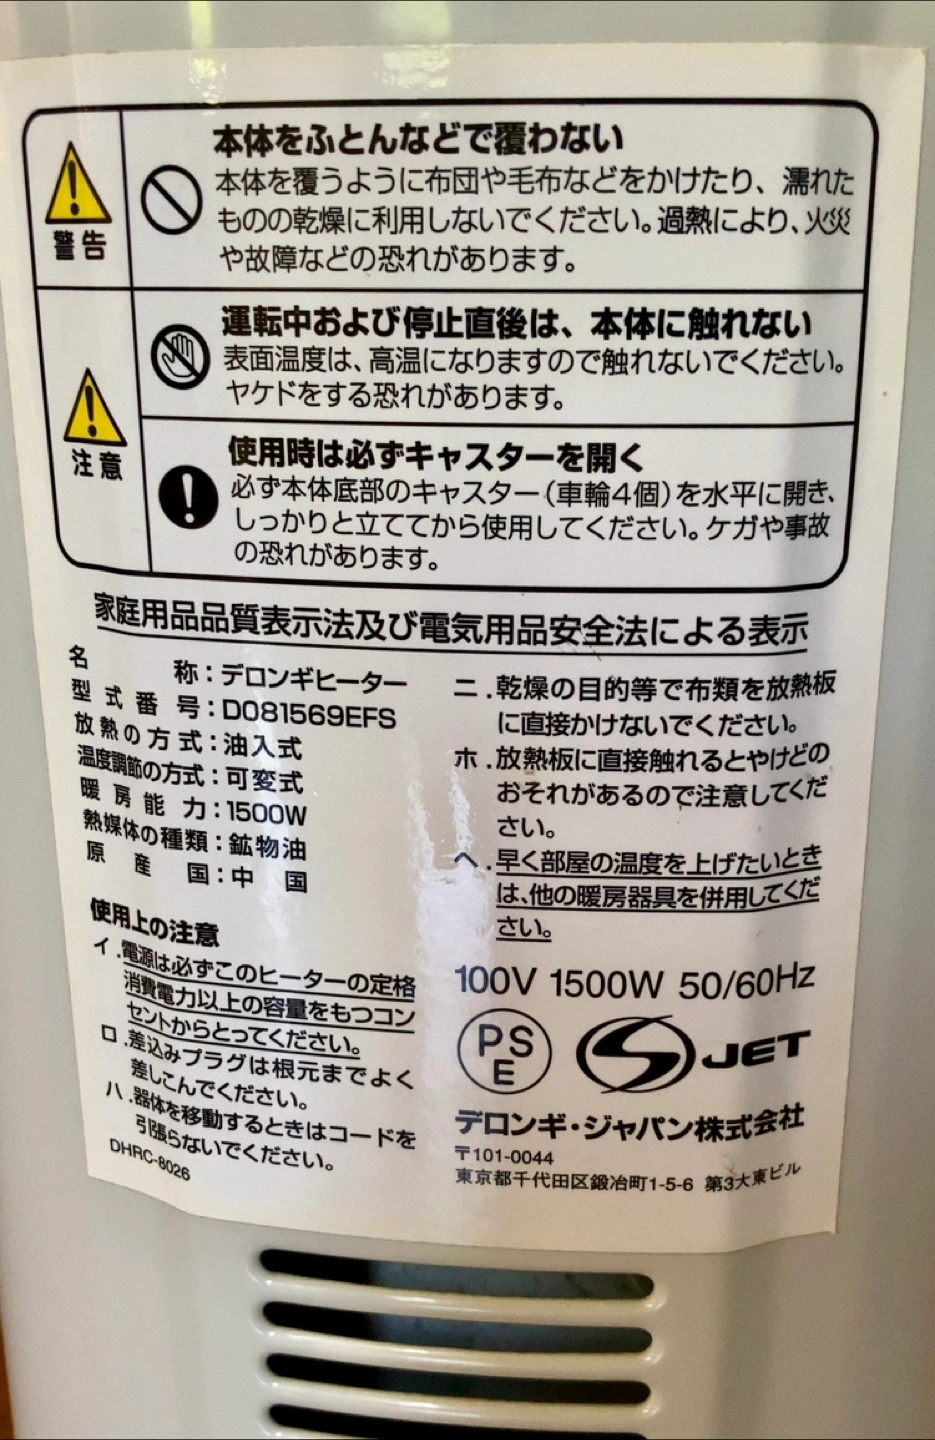 警告
本体をふとんなどで覆わない
本体を覆うように布団や毛布などをかけたり、濡れた
ものの乾燥に利用しないでください。過熱により、火災
や故障などの恐れがあります。
注意
運転中および停止直後は、本体に触れない
表面温度は、高温になりますので触れないでください。
ヤケドをする恐れがあります。
使用時は必ずキャスターを開く
必ず本体底部のキャスター(車輪4個)を水平に開き、
しっかりと立ててから使用してください。ケガや事故
の恐れがあります。
家庭用品品質表示法及び電気用品安全法による表示
名称:デロンギヒーター
型式番号:D081569EFS
放熱の方式:油入式
温度調節の方式:可変式
暖房能力:1500W
熱媒体の種類:鉱物油
原産国:中国
使用上の注意
イ.電源は必ずこのヒーターの定格
消費電力以上の容量をもつコン
セントからとってください。
ロ.差込みプラグは根元までよく
差しこんでください。
ハ.器体を移動するときはコードを
引張らないでください。
DHRC-8026
ニ.乾燥の目的等で布類を放熱板
に直接かけないでください。
ホ.放熱板に直接触れるとやけどの
おそれがあるので注意してくだ
さい。
ヘ.早く部屋の温度を上げたいとき
は、他の暖房器具を併用してくだ
さい。
100V 1500W 50/60Hz
PS
E
JET
デロンギ・ジャパン株式会社
〒101-0044
東京都千代田区鍛冶町1-5-6 第3大東ビル